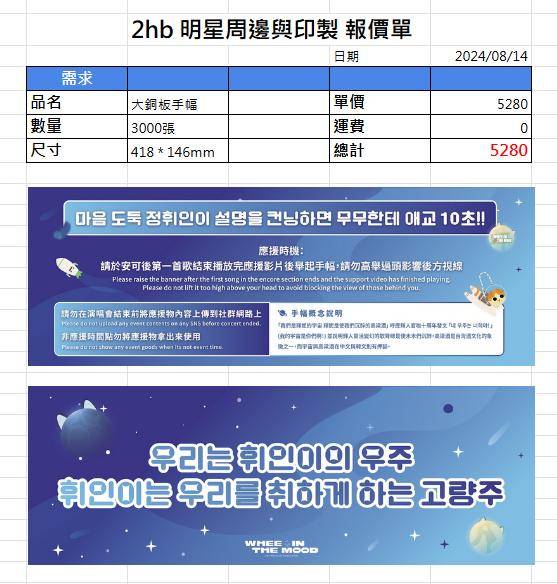 2hb 明星周邊與印製 報價單
日期 2024/08/14
需求
品名 大銅板手幅 單價 5280
數量 3000張 運費 0
尺寸 418 * 146mm 總計 5280
마음 도둑 정휘인이 설명을 컨닝하면 무무한테 애교 10초!!
應援時機：
請於安可後第一首歌結束播放完應援影片後舉起手幅，請勿高舉過頭影響後方視線
Please raise the banner after the first song in the encore section ends and the support video has finished playing.
Please do not lift it too high above your head to avoid blocking the view of those behind you.
請勿在演唱會結束前將應援物內容上傳到社群網路上
Please do not upload any event contents on any SNS before concert ended.
非應援時間點勿將應援物拿出來使用
Please do not show any event goods when its not event time.
手幅概念說明
우리는 휘인이의 우주
휘인이는 우리를 취하게 하는 고량주
WHEE IN
THE MOOD